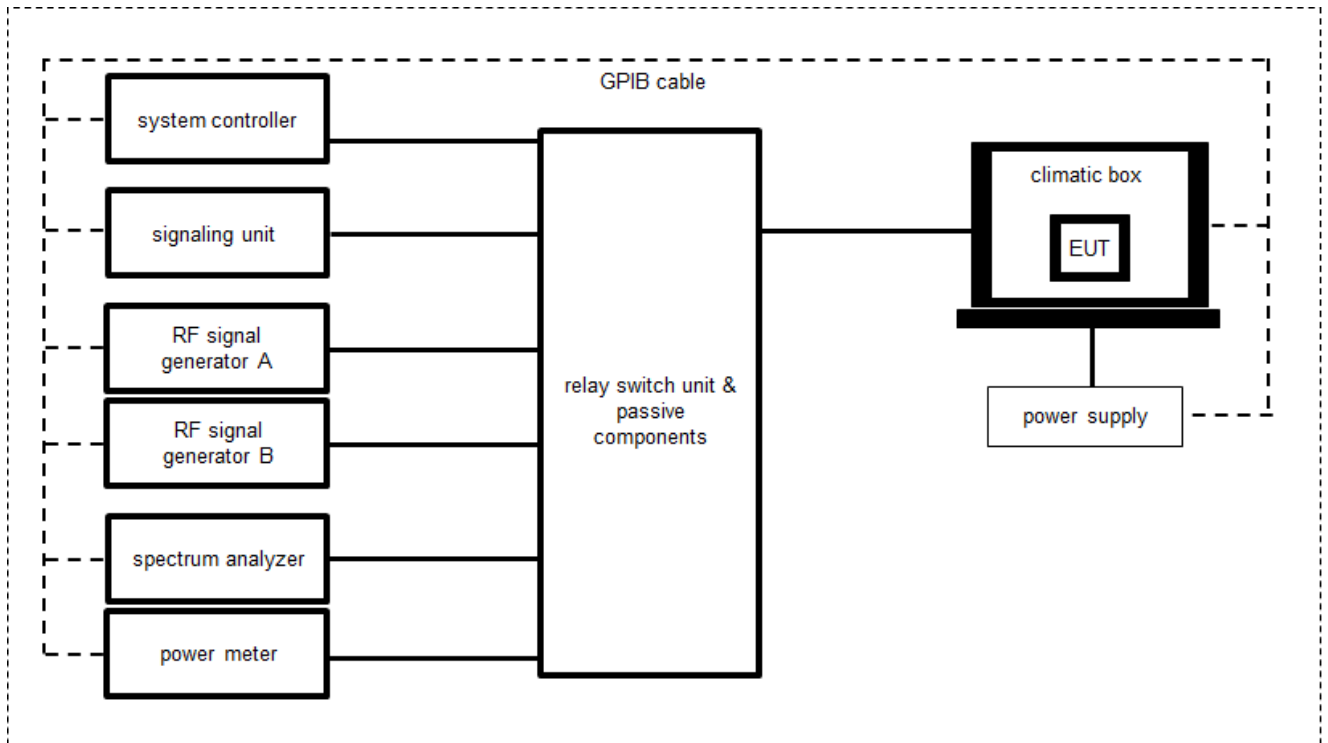 GPIB cable
system controller
signaling unit
RF signal
generator A
RF signal
generator B
spectrum analyzer
power meter
relay switch unit &
passive
components
climatic box
EUT
power supply